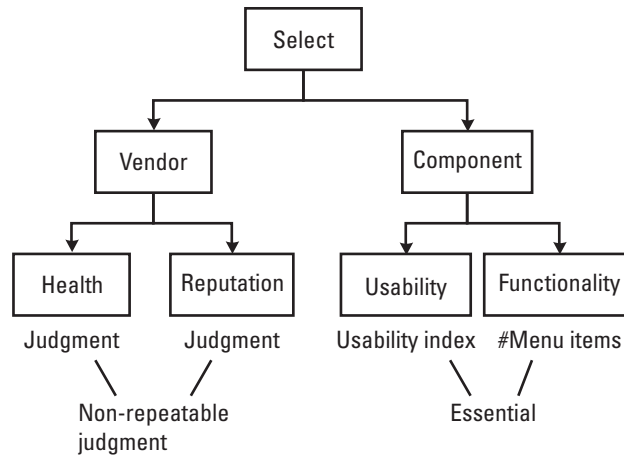 Select
Vendor
Component
Health
Reputation
Usability
Functionality
Judgment
Judgment
Usability index
#Menu items
Non-repeatable
judgment
Essential